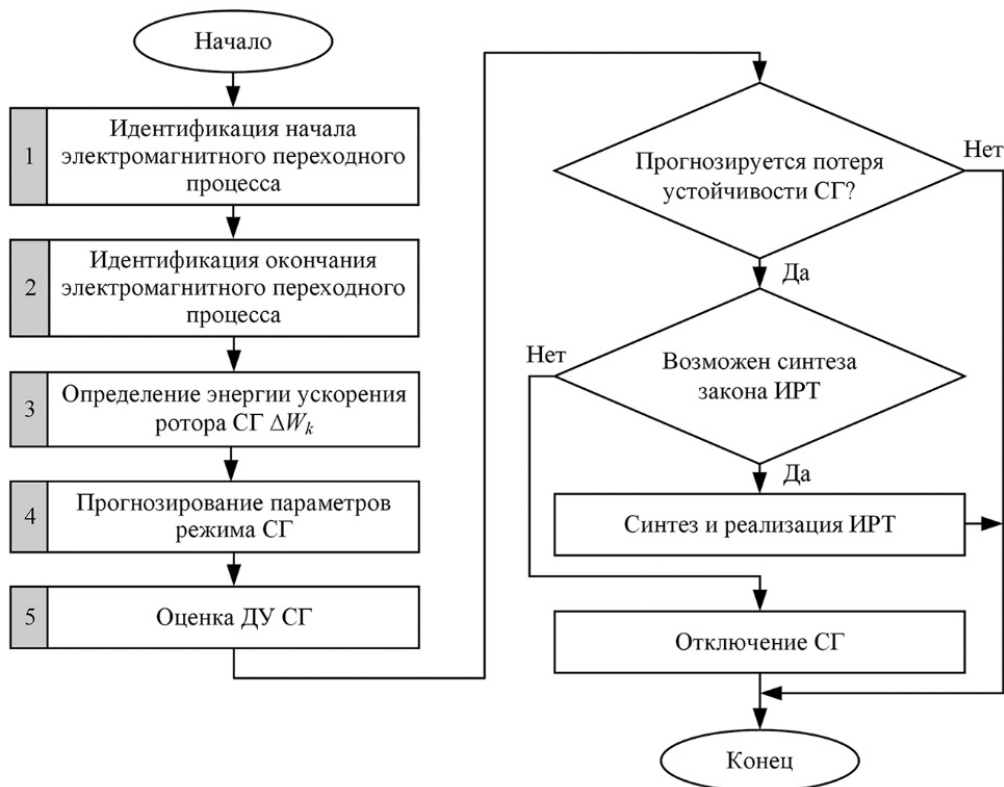 Начало
1
Идентификация начала
электромагнитного переходного
процесса
2
Идентификация окончания
электромагнитного переходного
процесса
3
Определение энергии ускорения
ротора СГ ΔWk
4
Прогнозирование параметров
режима СГ
5
Оценка ДУ СГ
Прогнозируется потеря
устойчивости СГ?
Нет
Да
Возможен синтеза
закона ИРТ
Нет
Да
Синтез и реализация ИРТ
Отключение СГ
Конец